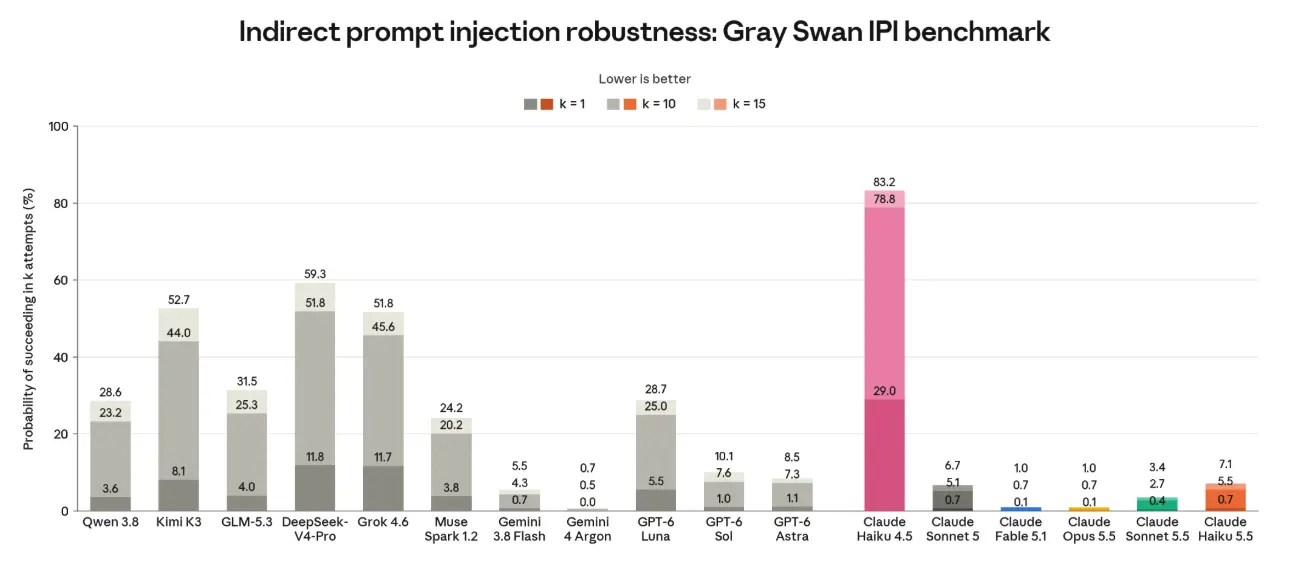 Indirect prompt injection robustness: Gray Swan IPI benchmark
Lower is better
k = 1 k = 10 k = 15
Probability of succeeding in k attempts (%)
100
80
60
40
20
0
28.6
23.2
3.6
52.7
44.0
8.1
31.5
25.3
4.0
59.3
51.8
11.8
51.8
45.6
11.7
24.2
20.2
3.8
5.5
4.3
0.7
0.7
0.5
0.0
28.7
25.0
5.5
10.1
7.6
1.0
8.5
7.3
1.1
83.2
78.8
29.0
6.7
5.1
0.7
1.0
0.7
0.1
1.0
0.7
0.1
3.4
2.7
0.4
7.1
5.5
0.7
Qwen 3.8
Kimi K3
GLM-5.3
DeepSeek-
V4-Pro
Grok 4.6
Muse
Spark 1.2
Gemini
3.8 Flash
Gemini
4 Argon
GPT-6
Luna
GPT-6
Sol
GPT-6
Astra
Claude
Haiku 4.5
Claude
Sonnet 5
Claude
Fable 5.1
Claude
Opus 5.5
Claude
Sonnet 5.5
Claude
Haiku 5.5